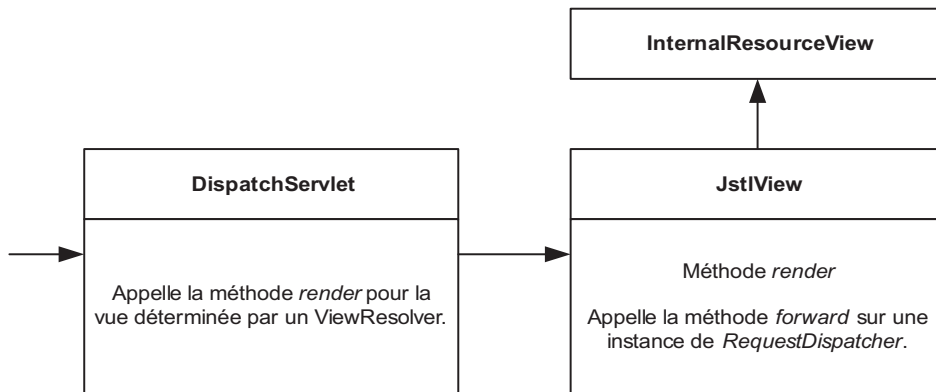 InternalResourceView
DispatchServlet
JstlView
Appelle la méthode render pour la
vue déterminée par un ViewResolver.
Méthode render
Appelle la méthode forward sur une
instance de RequestDispatcher.